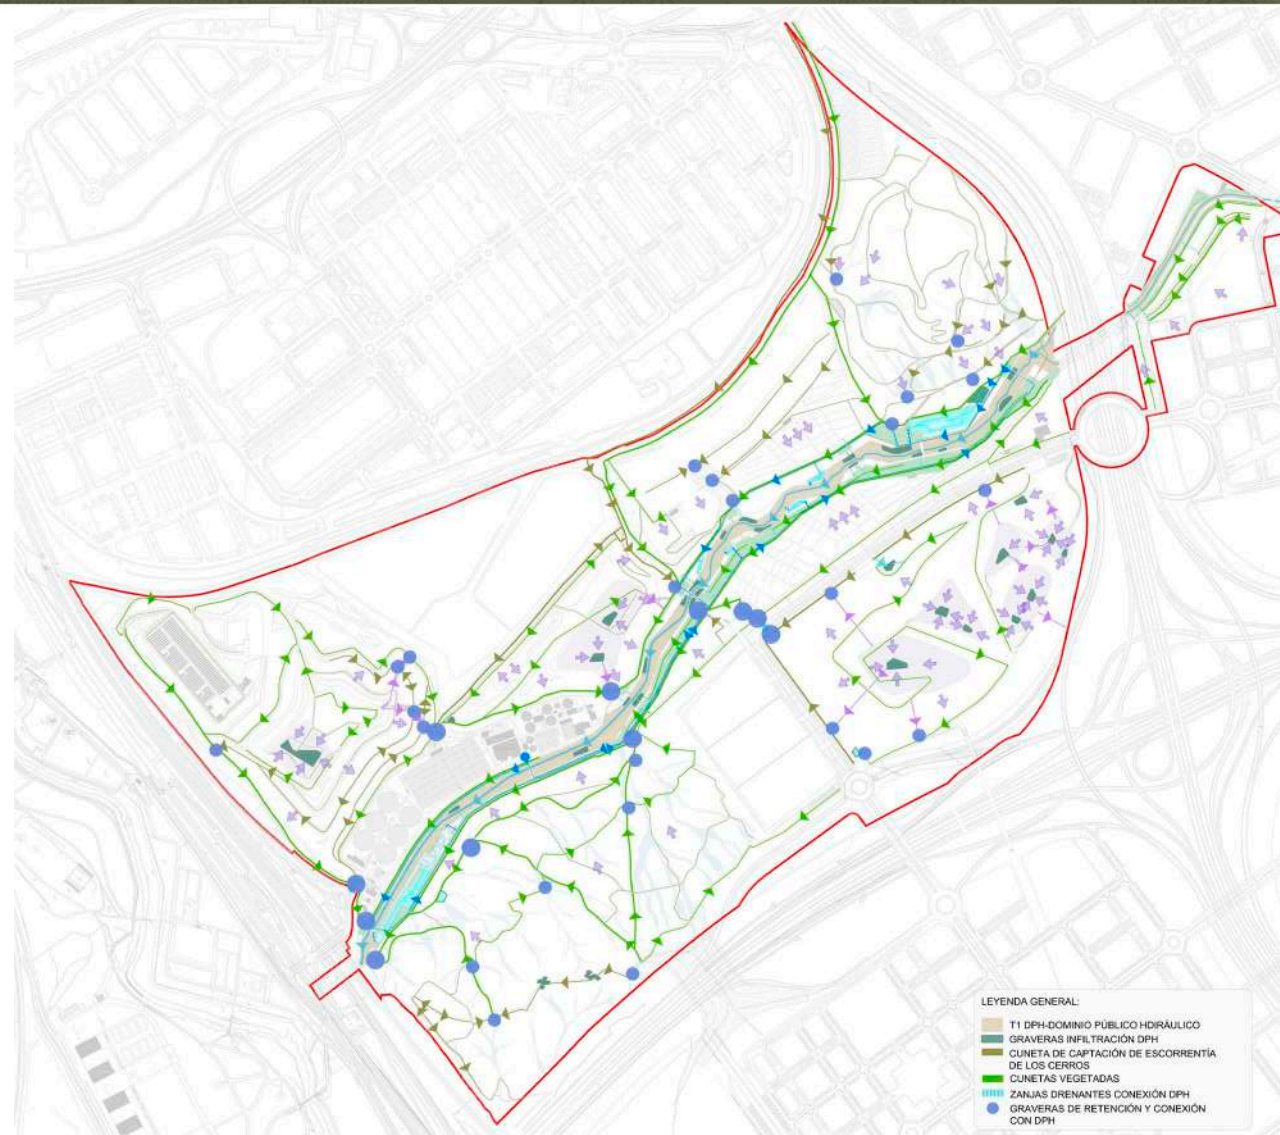 LEYENDA GENERAL:
T1 DPH-DOMINIO PÚBLICO HDIRÁULICO
GRAVERAS INFILTRACIÓN DPH
CUNETA DE CAPTACIÓN DE ESCORRENTÍA
DE LOS CERROS
CUNETAS VEGETADAS
ZANJAS DRENANTES CONEXIÓN DPH
GRAVERAS DE RETENCIÓN Y CONEXIÓN
CON DPH